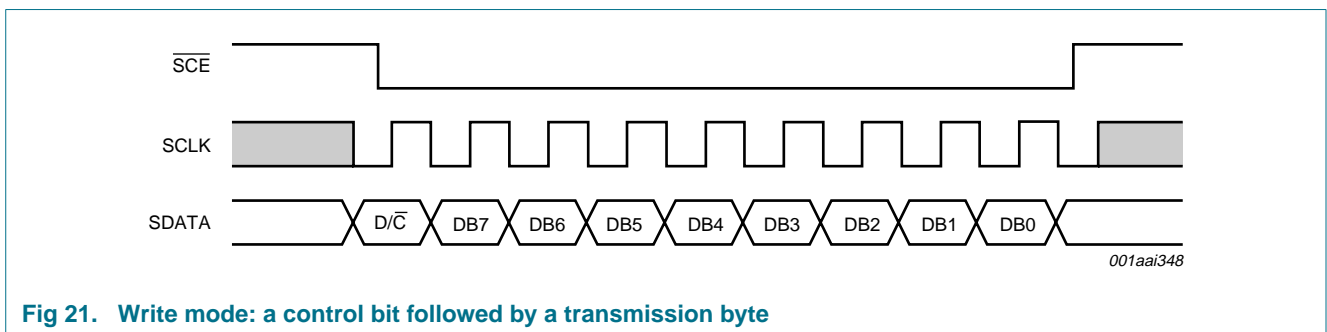 SCE
SCLK
SDATA D/C DB7 DB6 DB5 DB4 DB3 DB2 DB1 DB0
001aai348
Fig 21. Write mode: a control bit followed by a transmission byte